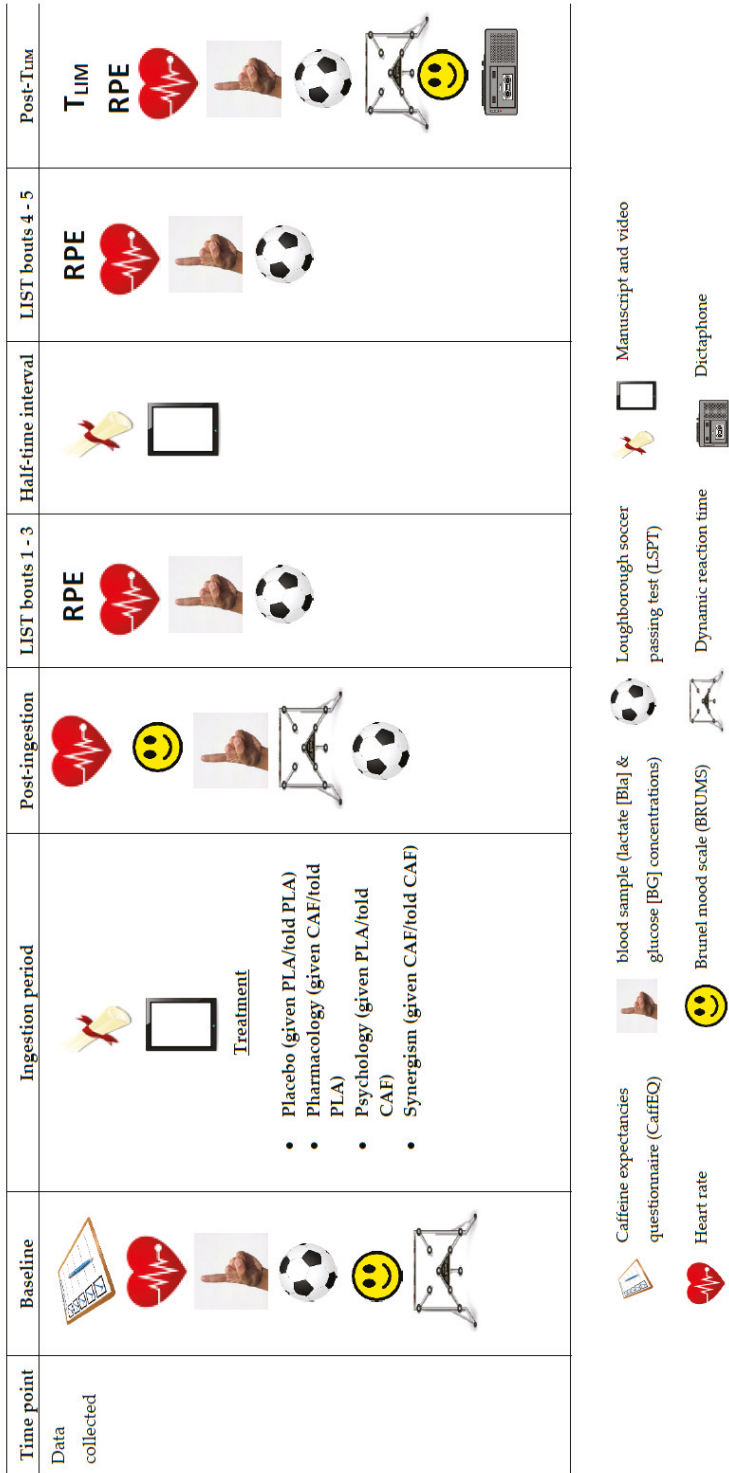 Time point
Baseline
Ingestion period
Post-ingestion
LIST bouts 1 - 3
Half-time interval
LIST bouts 4 - 5
Post-TLIM
Data
collected
Treatment
• Placebo (given PLA/told PLA)
• Pharmacology (given CAF/told
PLA)
• Psychology (given PLA/told
CAF)
• Synergism (given CAF/told CAF)
RPE
RPE
TLIM
RPE
Caffeine expectancies
questionnaire (CaffEQ)
blood sample (lactate [Bla] &
glucose [BG] concentrations)
Loughborough soccer
passing test (LSPT)
Manuscript and video
Heart rate
Brunel mood scale (BRUMS)
Dynamic reaction time
Dictaphone